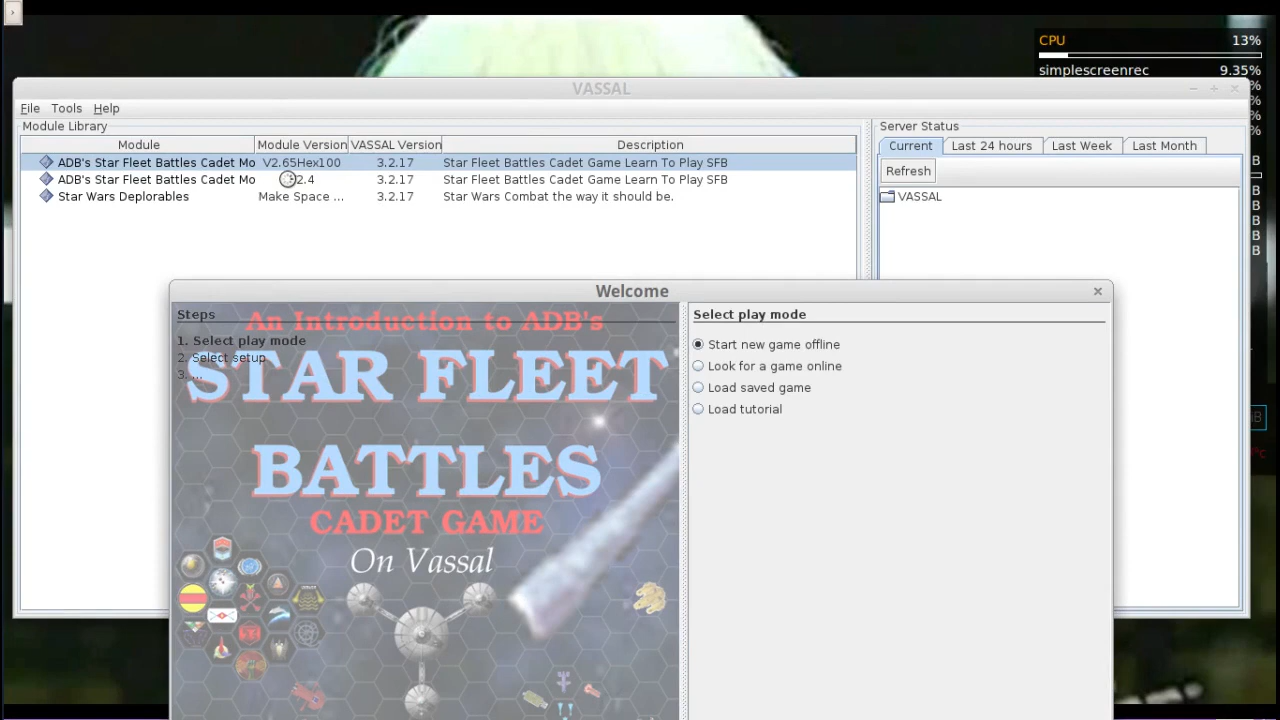 ›
CPU 13%
simplescreenrec 9.35%
VASSAL
File Tools Help
Module Library
Server Status
Module Module Version VASSAL Version Description
Current Last 24 hours Last Week Last Month
ADB's Star Fleet Battles Cadet Mo V2.65Hex100 3.2.17 Star Fleet Battles Cadet Game Learn To Play SFB
Refresh
ADB's Star Fleet Battles Cadet Mo 2.4 3.2.17 Star Fleet Battles Cadet Game Learn To Play SFB
Star Wars Deplorables Make Space ... 3.2.17 Star Wars Combat the way it should be.
VASSAL
%
%
%
%
B
B
B
B
B
B
Welcome
Steps
1. Select play mode
2. Select setup
3. ...
An Introduction to ADB's
STAR FLEET
BATTLES
CADET GAME
On Vassal
Select play mode
Start new game offline
Look for a game online
Load saved game
Load tutorial